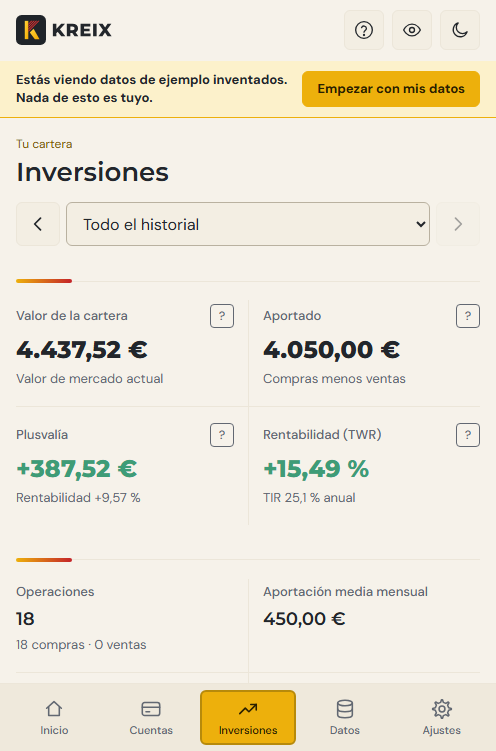 KREIX
Estás viendo datos de ejemplo inventados.
Nada de esto es tuyo.
Empezar con mis datos
Tu cartera
Inversiones
Todo el historial
Valor de la cartera ?
4.437,52 €
Valor de mercado actual
Aportado ?
4.050,00 €
Compras menos ventas
Plusvalía ?
+387,52 €
Rentabilidad +9,57 %
Rentabilidad (TWR) ?
+15,49 %
TIR 25,1 % anual
Operaciones
18
18 compras · 0 ventas
Aportación media mensual
450,00 €
Inicio
Cuentas
Inversiones
Datos
Ajustes